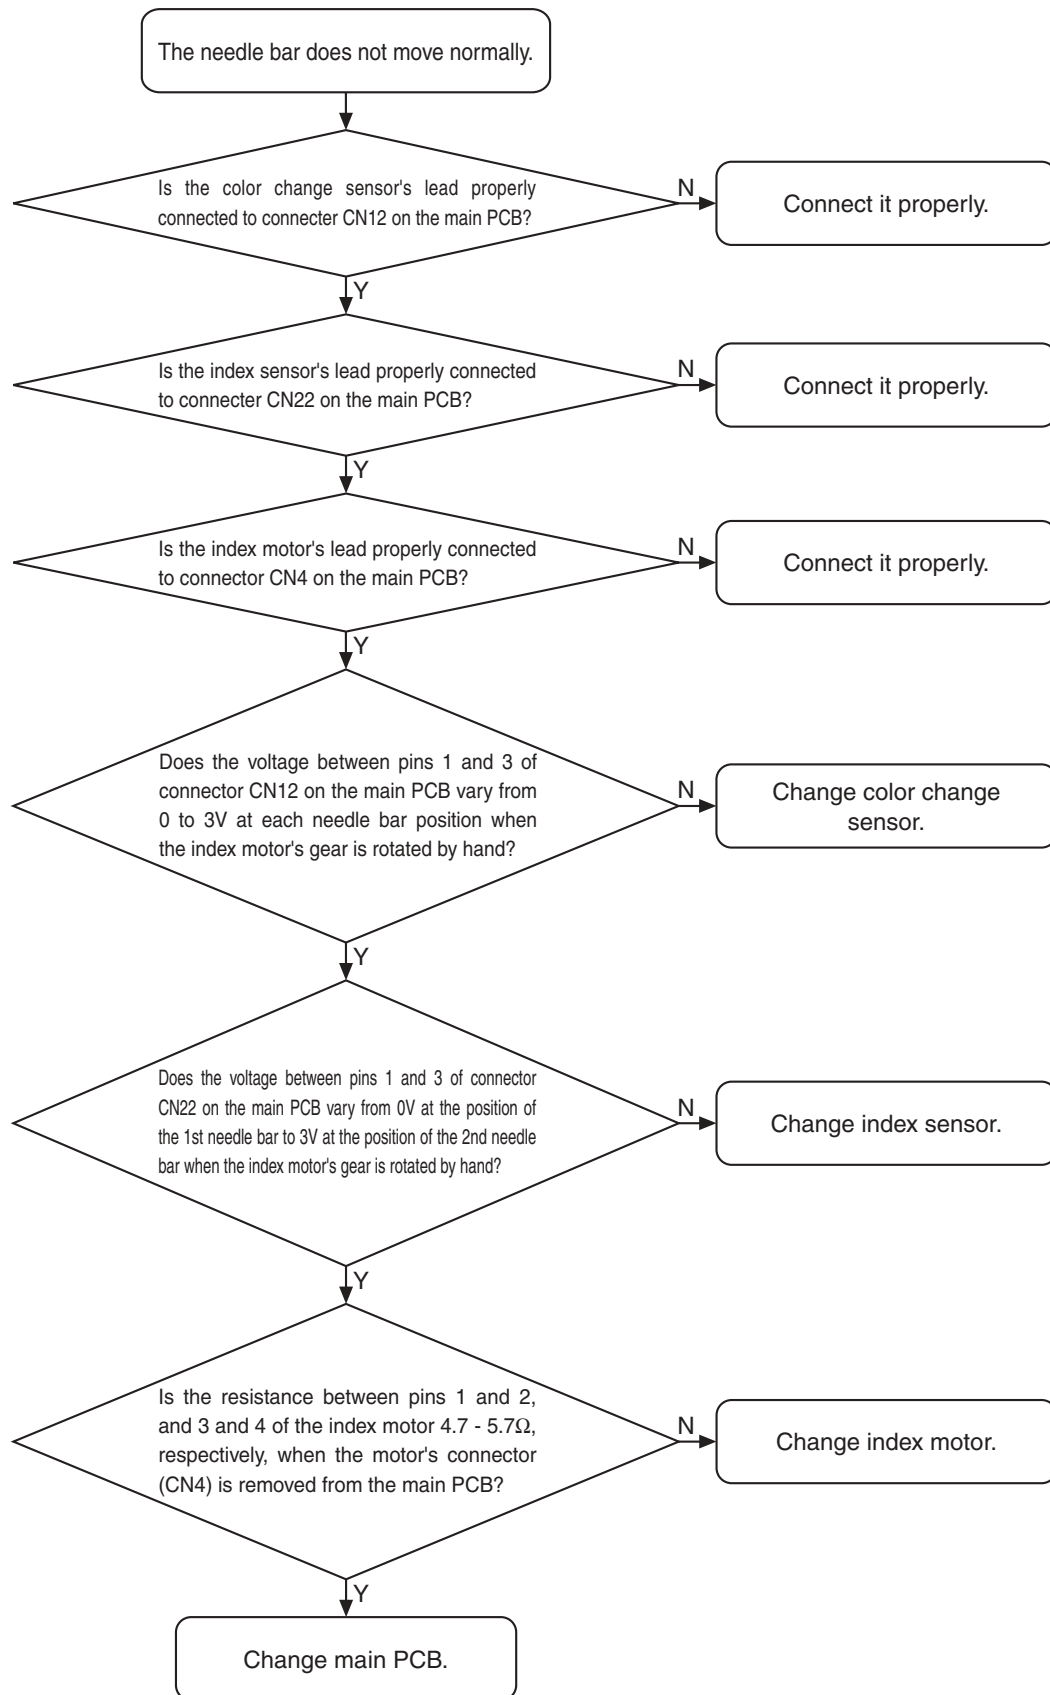 The needle bar does not move normally.
Is the color change sensor's lead properly
connected to connecter CN12 on the main PCB?
N
Connect it properly.
Y
Is the index sensor's lead properly connected
to connecter CN22 on the main PCB?
N
Connect it properly.
Y
Is the index motor's lead properly connected
to connector CN4 on the main PCB?
N
Connect it properly.
Y
Does the voltage between pins 1 and 3 of
connector CN12 on the main PCB vary from
0 to 3V at each needle bar position when
the index motor's gear is rotated by hand?
N
Change color change
sensor.
Y
Does the voltage between pins 1 and 3 of connector
CN22 on the main PCB vary from 0V at the position of
the 1st needle bar to 3V at the position of the 2nd needle
bar when the index motor's gear is rotated by hand?
N
Change index sensor.
Y
Is the resistance between pins 1 and 2,
and 3 and 4 of the index motor 4.7 - 5.7Ω,
respectively, when the motor's connector
(CN4) is removed from the main PCB?
N
Change index motor.
Y
Change main PCB.